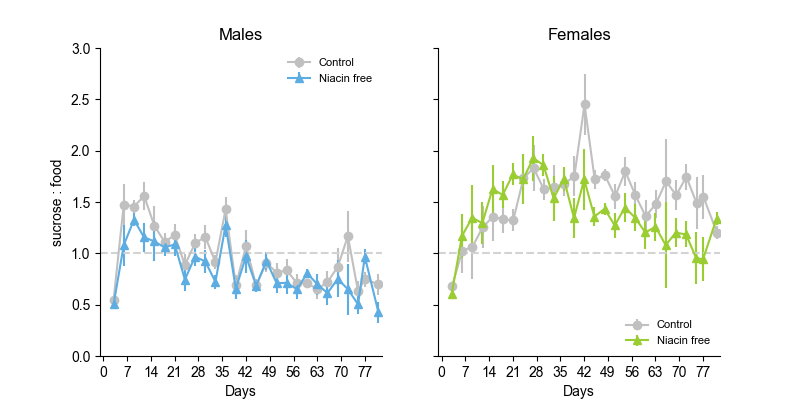 Males
Females
3.0
2.5
2.0
1.5
1.0
0.5
0.0
sucrose : food
Control
Niacin free
Control
Niacin free
0 7 14 21 28 35 42 49 56 63 70 77
0 7 14 21 28 35 42 49 56 63 70 77
Days
Days